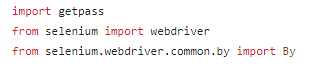 import getpass
from selenium import webdriver
from selenium.webdriver.common.by import By